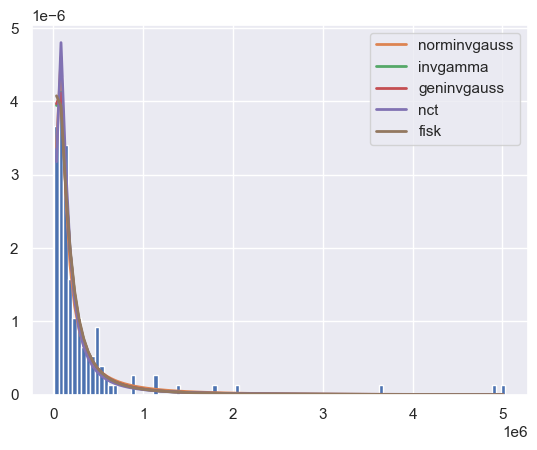 1e−6
norminvgauss
invgamma
geninvgauss
nct
fisk
5
4
3
2
1
0
0 1 2 3 4 5
1e6